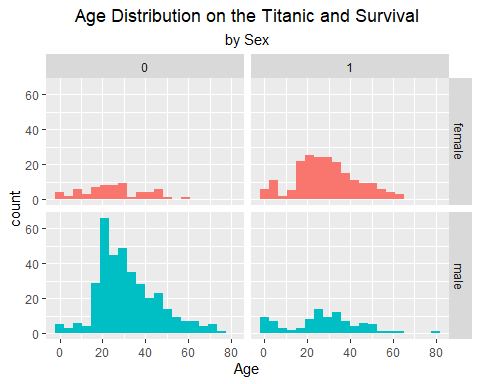 Age Distribution on the Titanic and Survival
by Sex
0 1
60
40
20
0
female
count
60
40
20
0
male
0 20 40 60 80 0 20 40 60 80
Age